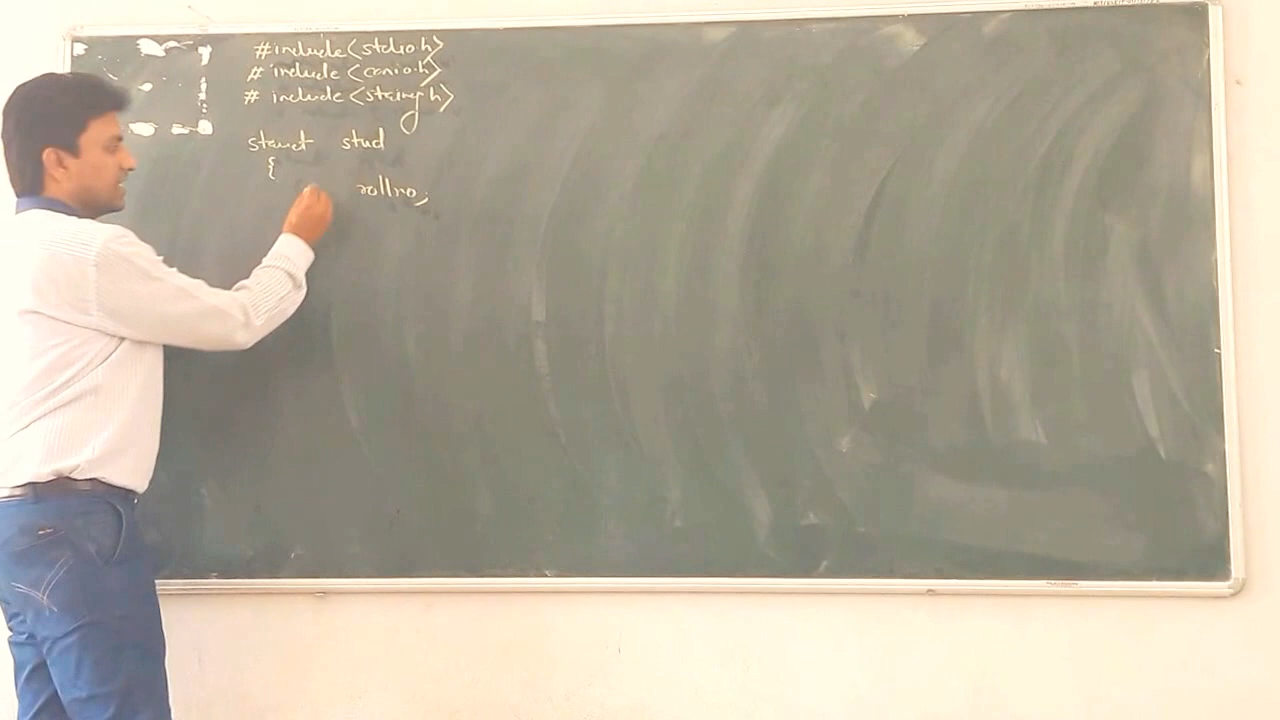 #include<stdio.h>
# include <conio.h>
# include <string.h>
struct stud
{
rollno;